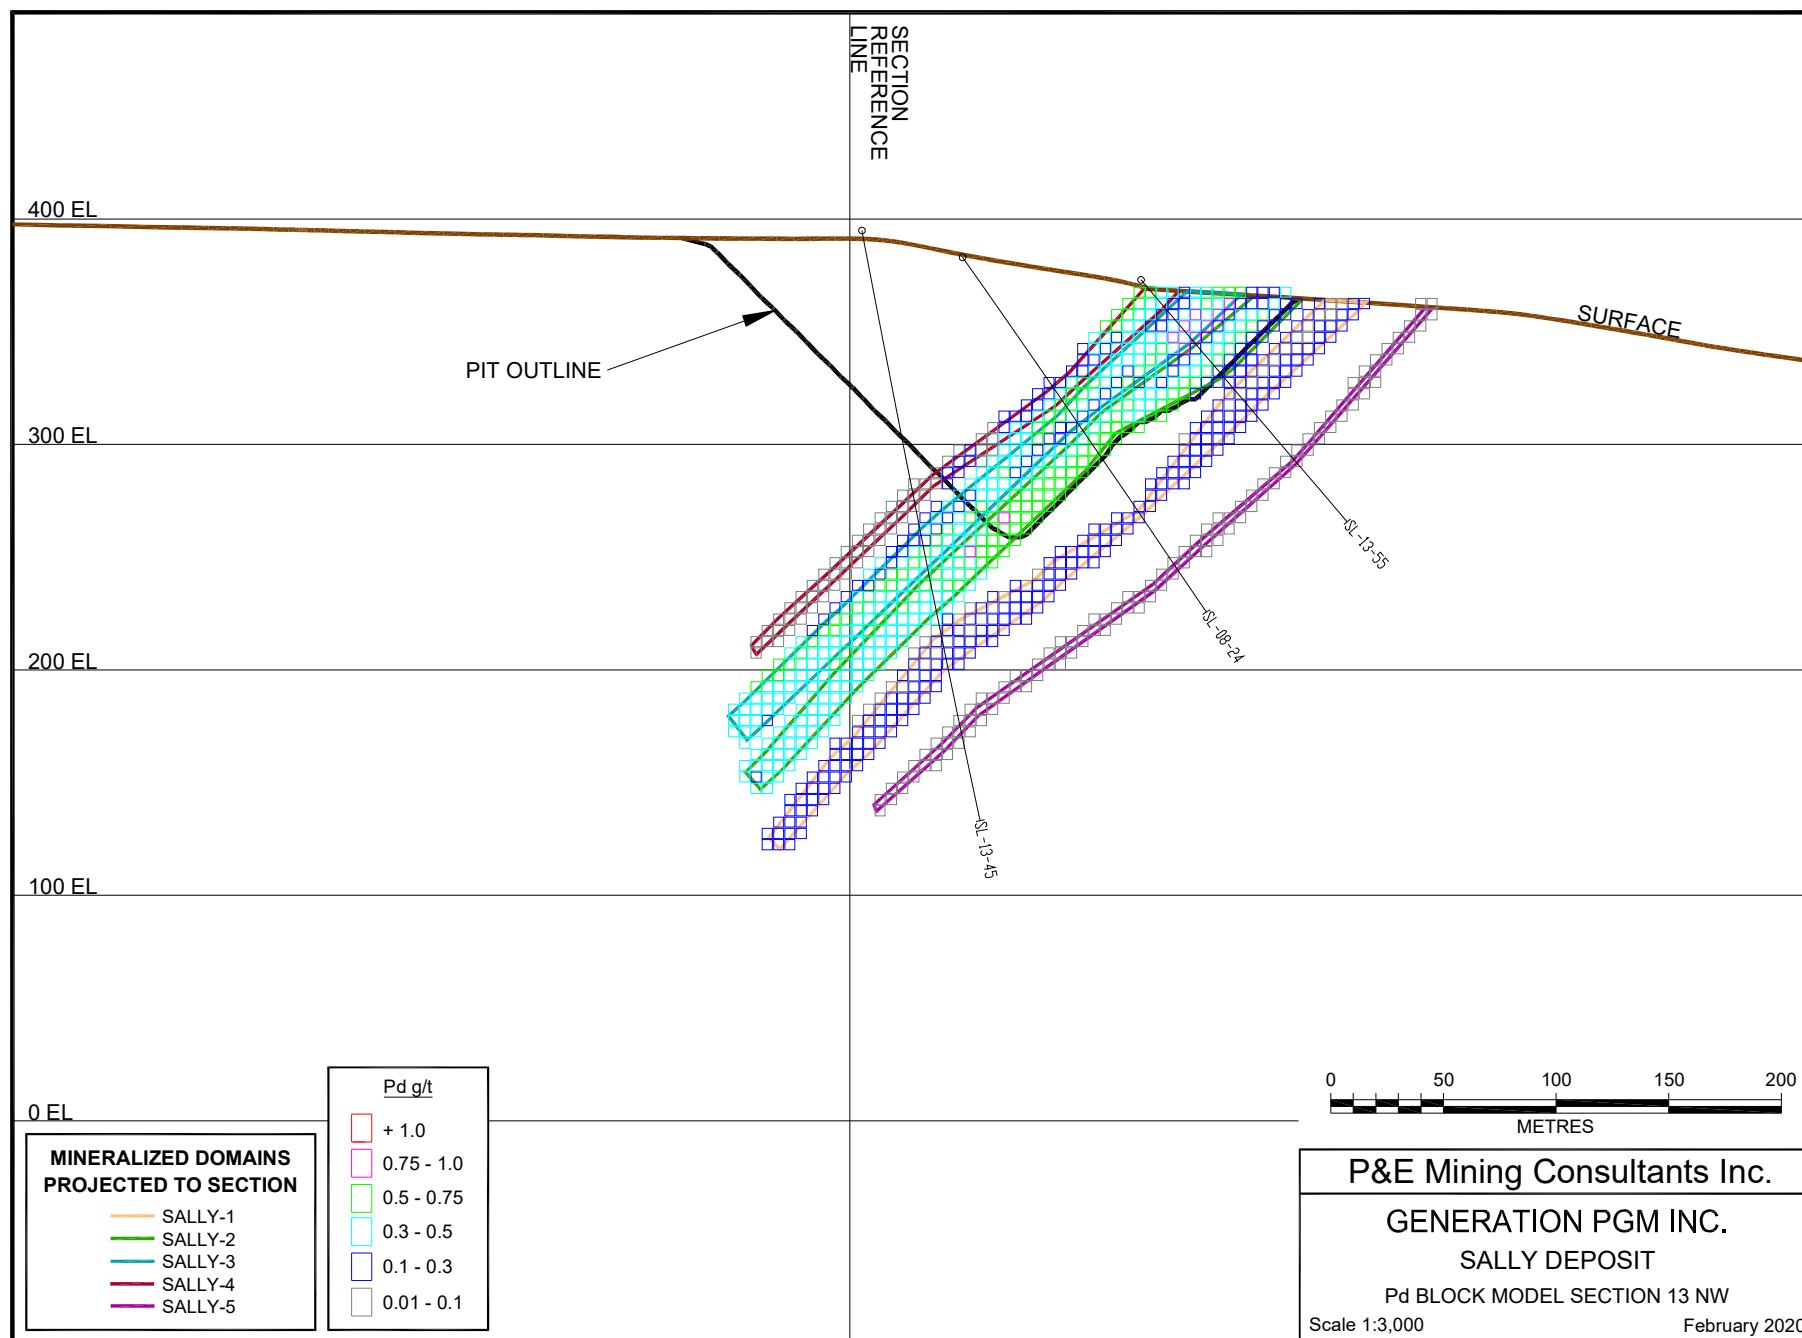 SECTION
REFERENCE
LINE
400 EL
PIT OUTLINE
SURFACE
300 EL
SL-13-55
SL-08-24
200 EL
SL-13-45
100 EL
0 EL
MINERALIZED DOMAINS
PROJECTED TO SECTION
SALLY-1
SALLY-2
SALLY-3
SALLY-4
SALLY-5
Pd g/t
+ 1.0
0.75 - 1.0
0.5 - 0.75
0.3 - 0.5
0.1 - 0.3
0.01 - 0.1
0 50 100 150 200
METRES
P&E Mining Consultants Inc.
GENERATION PGM INC.
SALLY DEPOSIT
Pd BLOCK MODEL SECTION 13 NW
Scale 1:3,000 February 2020